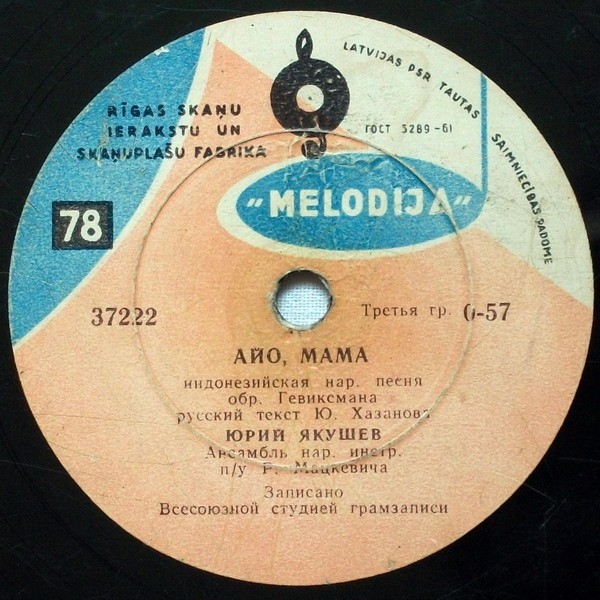 LATVIJAS PSR TAUTAS SAIMNIECĪBAS PADOME
RĪGAS SKAŅU
IERAKSTU UN
SKAŅUPLAŠU FABRIKA
ГОСТ 5289-61
"MELODIJA"
78
37222
Третья гр. 0-57
АЙО, МАМА
индонезийская нар. песня
обр. Гевиксмана
русский текст Ю. Хазанова
ЮРИЙ ЯКУШЕВ
Ансамбль нар. инстр.
п/у Р. Мацкевича
Записано
Всесоюзной студией грамзаписи